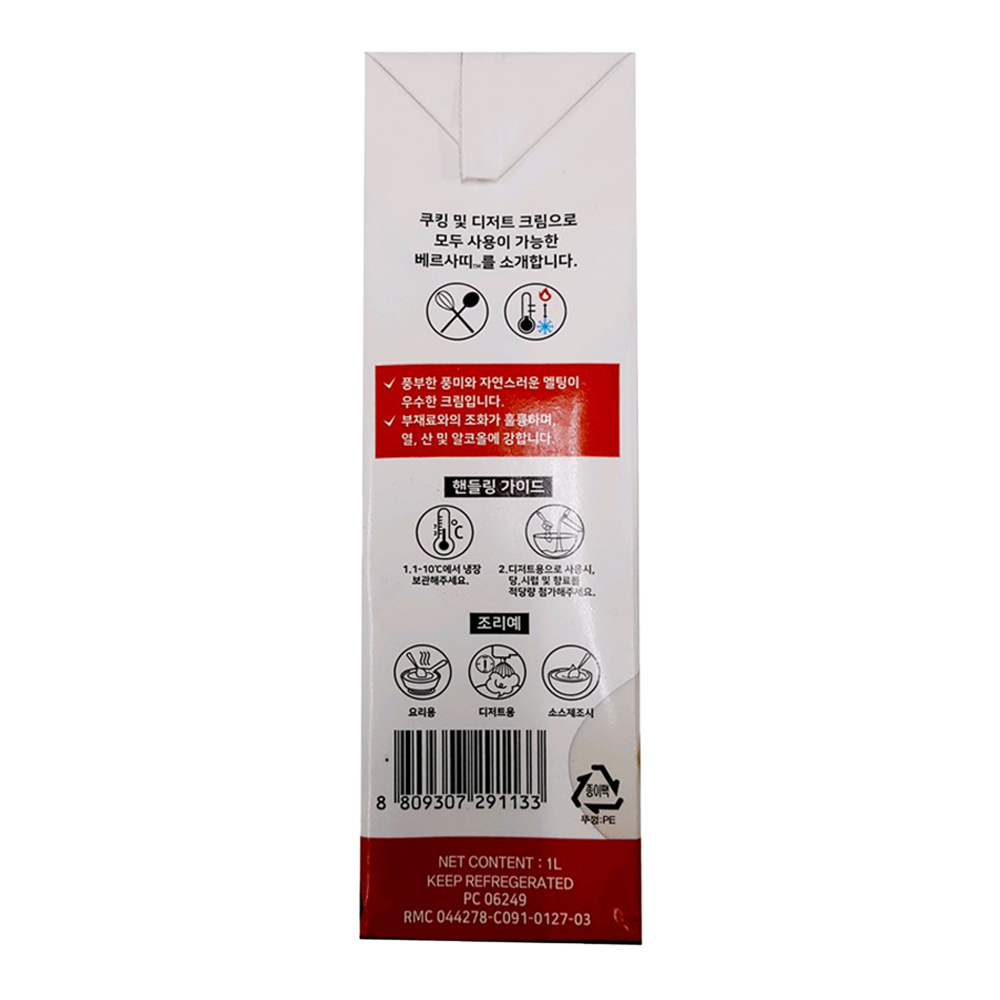 쿠킹 및 디저트 크림으로
모두 사용이 가능한
베르사띠™를 소개합니다.
✓ 풍부한 풍미와 자연스러운 멜팅이
우수한 크림입니다.
✓ 부재료와의 조화가 훌륭하며,
열, 산 및 알코올에 강합니다.
핸들링 가이드
℃
1.1-10℃에서 냉장
보관해주세요.
2.디저트용으로 사용시,
당,시럽 및 향료를
적당량 첨가해주세요.
조리예
요리용
디저트용
소스제조시
8 809307 291133
종이팩
뚜껑:PE
NET CONTENT : 1L
KEEP REFREGERATED
PC 06249
RMC 044278-C091-0127-03